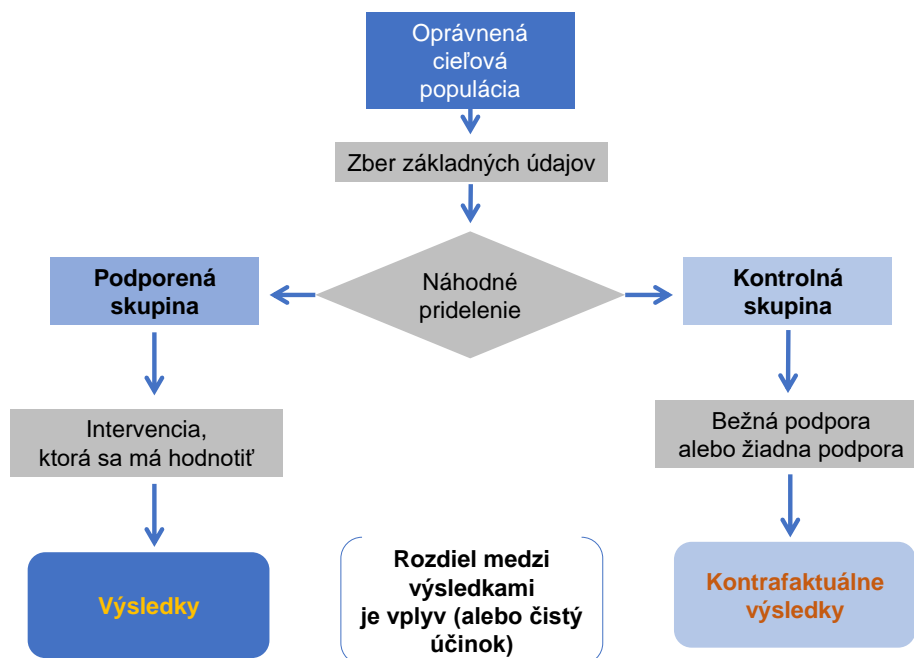 Oprávnená
cieľová
populácia
Zber základných údajov
Náhodné
pridelenie
Podporená
skupina
Kontrolná
skupina
Intervencia,
ktorá sa má hodnotiť
Bežná podpora
alebo žiadna podpora
Výsledky
Rozdiel medzi
výsledkami
je vplyv (alebo čistý
účinok)
Kontrafaktuálne
výsledky